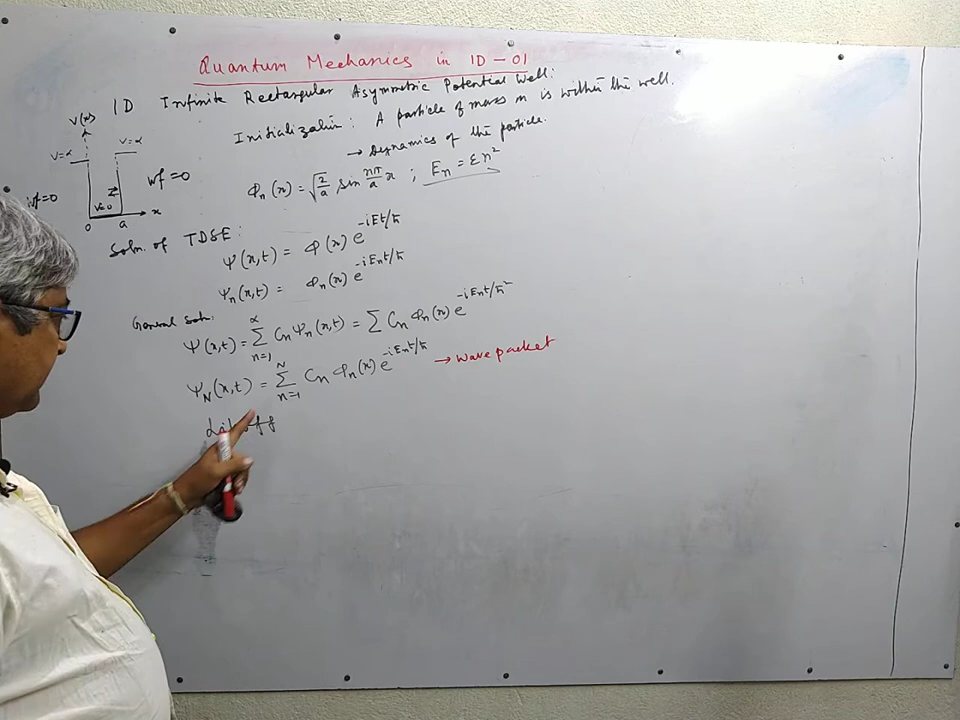 Quantum Mechanics in 1D - 01
1D Infinite Rectangular Asymmetric Potential Well:
Initialization: A particle of mass m is within the well.
→ Dynamics of the particle.
V(x)
V=α
V=α
wf=0
wf=0
V=0
0
a
x
Φn(x) = √(2/a) sin nπ/a x ; En = εn²
Soln. of TDSE:
Ψ(x,t) = Φ(x) e^(-iEt/ħ)
Ψn(x,t) = Φn(x) e^(-iEnt/ħ)
General soln:
Ψ(x,t) = Σ_{n=1}^{α} Cn Ψn(x,t) = Σ Cn Φn(x) e^(-iEnt/ħ²)
ΨN(x,t) = Σ_{n=1}^{N} Cn Φn(x) e^(-iEnt/ħ) → wave packet